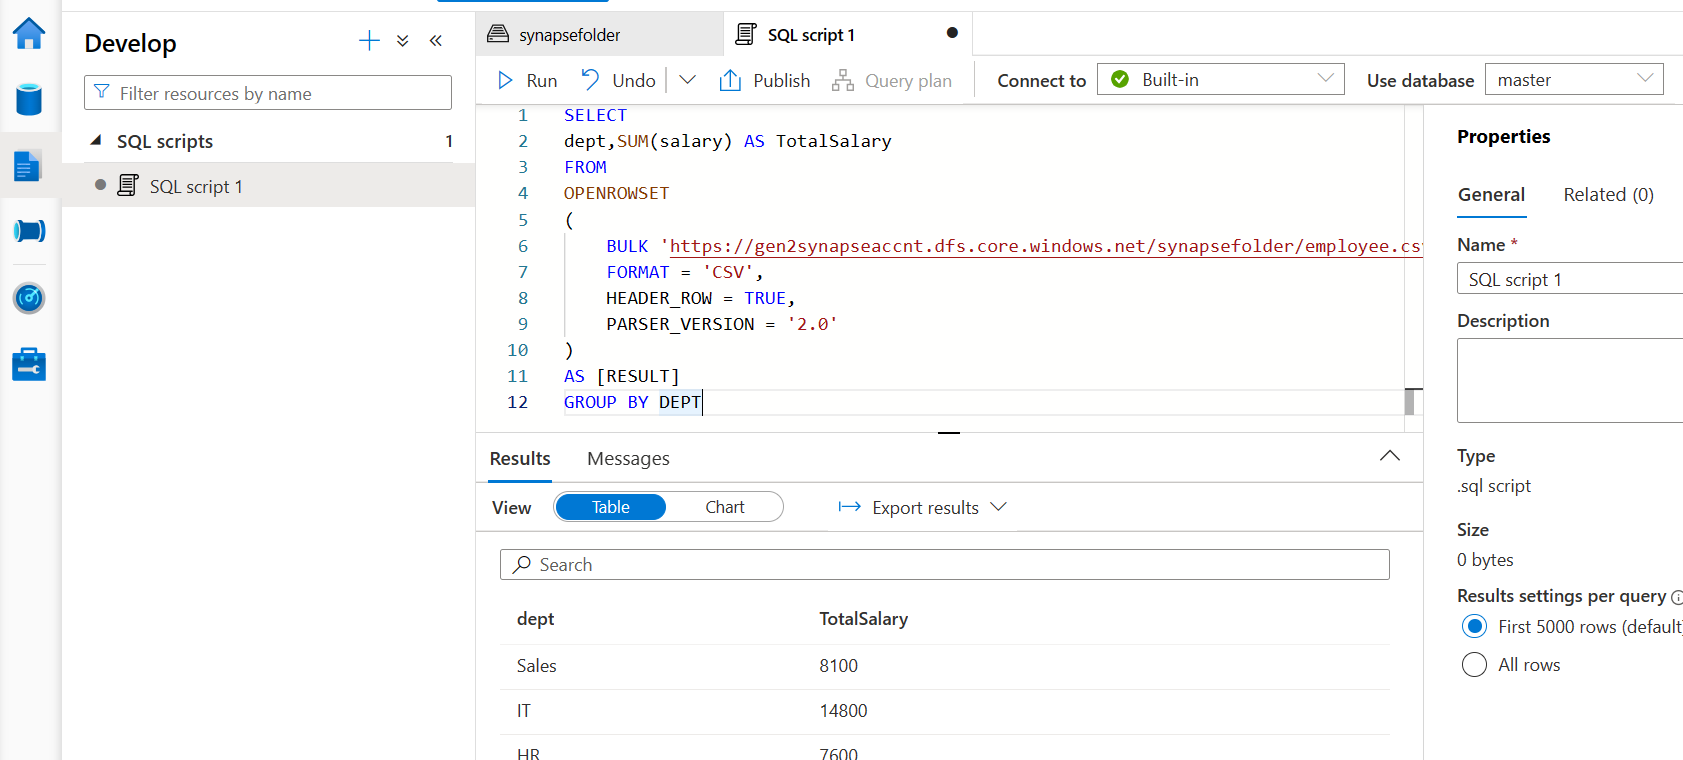 Develop
Filter resources by name
SQL scripts 1
SQL script 1
synapsefolder
SQL script 1
Run Undo Publish Query plan Connect to Built-in Use database master
1 SELECT
2 dept,SUM(salary) AS TotalSalary
3 FROM
4 OPENROWSET
5 (
6 BULK 'https://gen2synapseaccnt.dfs.core.windows.net/synapsefolder/employee.cs
7 FORMAT = 'CSV',
8 HEADER_ROW = TRUE,
9 PARSER_VERSION = '2.0'
10 )
11 AS [RESULT]
12 GROUP BY DEPT
Results Messages
View Table Chart Export results
Search
dept TotalSalary
Sales 8100
IT 14800
HR 7600
Properties
General Related (0)
Name *
SQL script 1
Description
Type
.sql script
Size
0 bytes
Results settings per query
First 5000 rows (default)
All rows